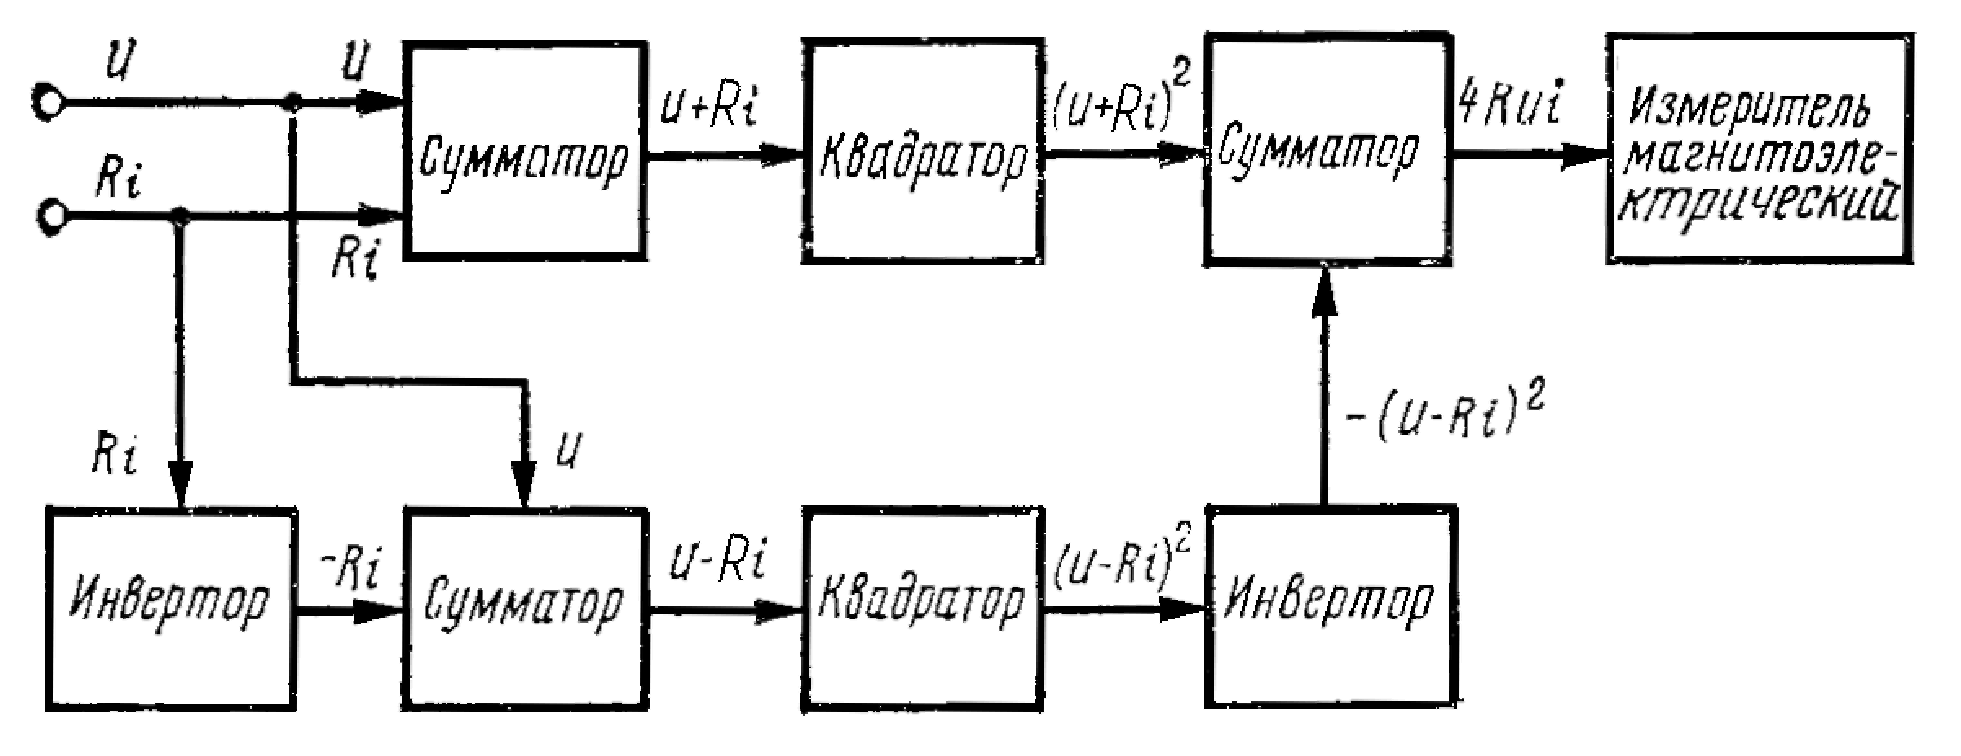 u
u
Ri
Ri
Сумматор
u+Ri
Квадратор
(u+Ri)²
Сумматор
4Rui
Измеритель
магнитоэле-
ктрический
Ri
u
-(u-Ri)²
Инвертор
-Ri
Сумматор
u-Ri
Квадратор
(u-Ri)²
Инвертор